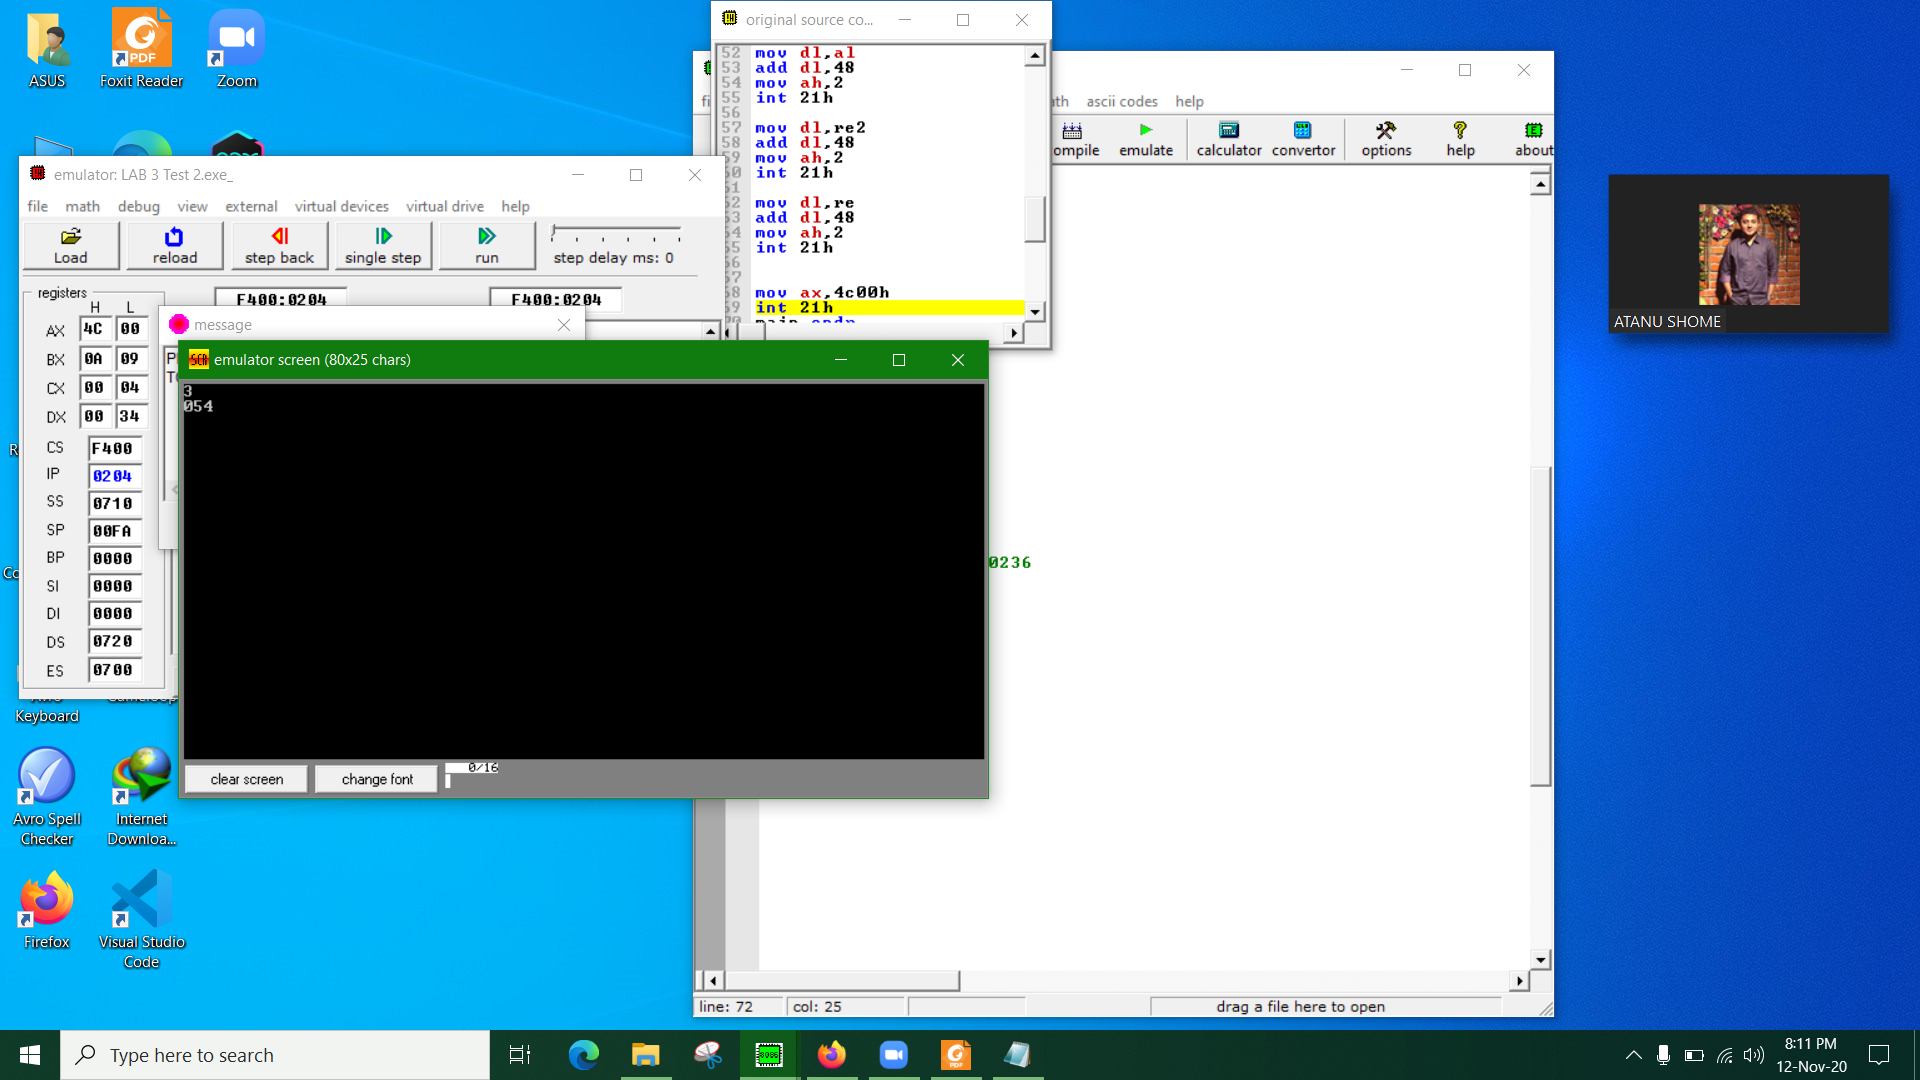 ASUS
Foxit Reader
Zoom
original source co...
52 mov dl,al
53 add dl,48
54 mov ah,2
55 int 21h
56
57 mov dl,re2
58 add dl,48
59 mov ah,2
60 int 21h
61
62 mov dl,re
63 add dl,48
64 mov ah,2
65 int 21h
66
67
68 mov ax,4c00h
69 int 21h
ascii codes help
emulate calculator convertor options help about
ATANU SHOME
emulator: LAB 3 Test 2.exe_
file math debug view external virtual devices virtual drive help
Load reload step back single step run step delay ms: 0
registers
F400:0204 F400:0204
H L
AX 4C 00
BX 0A 09
CX 00 04
DX 00 34
CS F400
IP 0204
SS 0710
SP 00FA
BP 0000
SI 0000
DI 0000
DS 0720
ES 0700
message
emulator screen (80x25 chars)
3
054
clear screen change font 0/16
0236
Keyboard
Avro Spell Checker
Internet Downloa...
Firefox
Visual Studio Code
line: 72 col: 25 drag a file here to open
Type here to search
8:11 PM
12-Nov-20